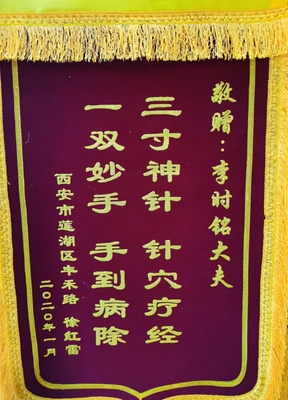 敬赠：李时铭大夫
三寸神针 针穴疗经
一双妙手 手到病除
西安市莲湖区丰禾路 徐红雷
二〇二〇年一月